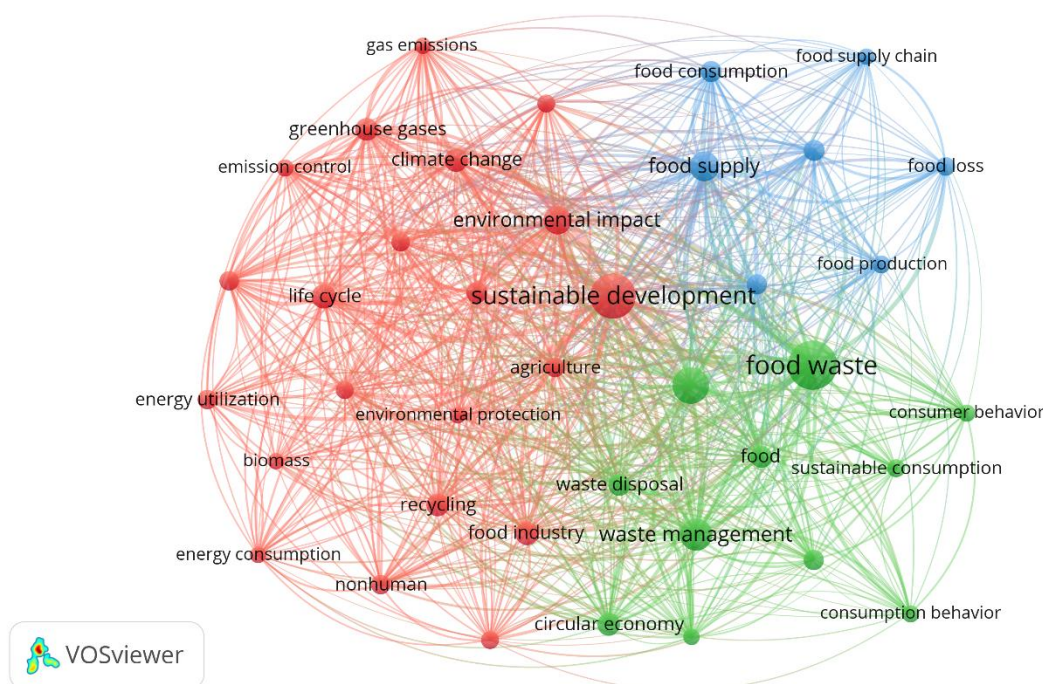 gas emissions
food supply chain
food consumption
greenhouse gases
climate change
emission control
food supply
food loss
environmental impact
food production
life cycle
sustainable development
agriculture
food waste
energy utilization
environmental protection
consumer behavior
biomass
food
sustainable consumption
waste disposal
recycling
food industry
waste management
energy consumption
nonhuman
circular economy
consumption behavior
VOSviewer